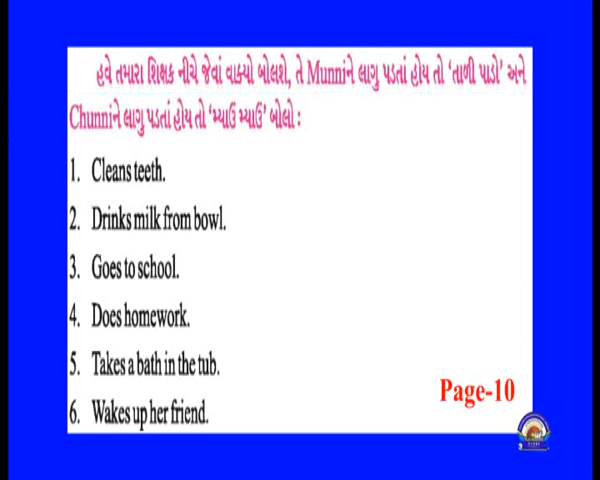 હવે તમારા શિક્ષક નીચે જેવાં વાક્યો બોલશે, તે Munniને લાગુ પડતાં હોય તો ‘તાળી પાડો’ અને
Chunniને લાગુ પડતાં હોય તો ‘મ્યાઉં મ્યાઉં’ બોલો :
1. Cleans teeth.
2. Drinks milk from bowl.
3. Goes to school.
4. Does homework.
5. Takes a bath in the tub.
6. Wakes up her friend.
Page-10